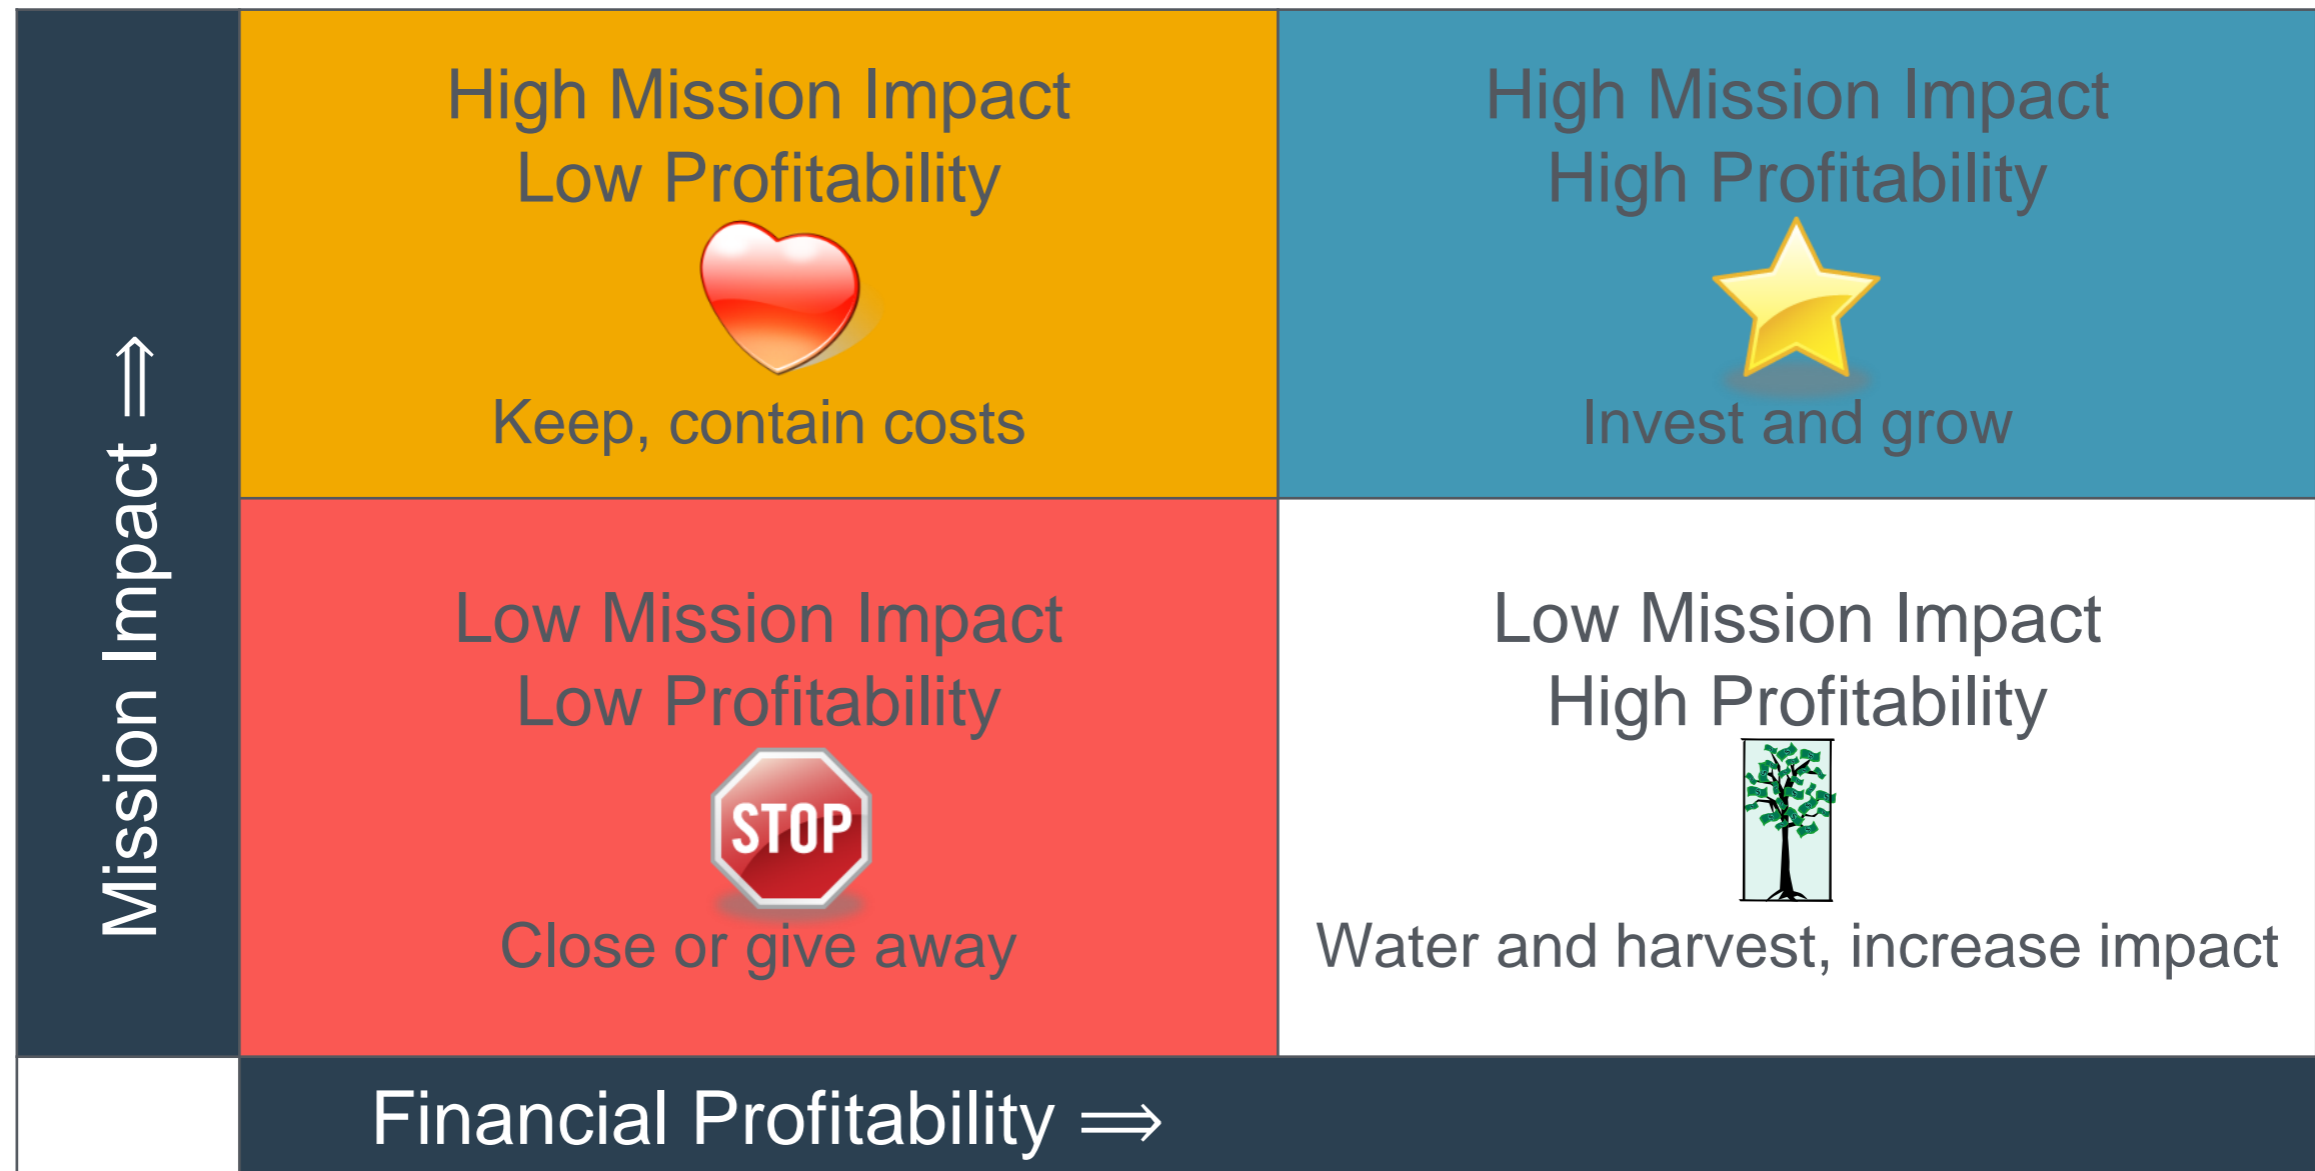 Mission Impact ⇒
High Mission Impact
Low Profitability
Keep, contain costs
High Mission Impact
High Profitability
Invest and grow
Low Mission Impact
Low Profitability
STOP
Close or give away
Low Mission Impact
High Profitability
Water and harvest, increase impact
Financial Profitability ⇒